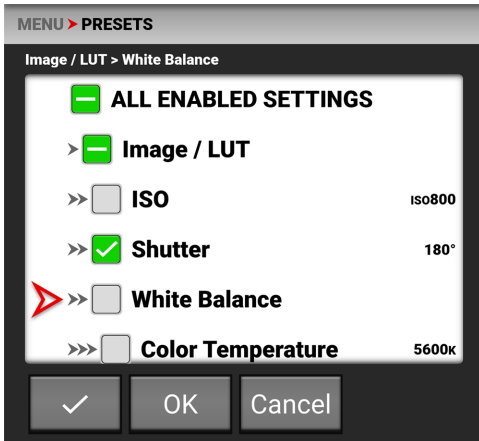 MENU > PRESETS
Image / LUT > White Balance
ALL ENABLED SETTINGS
Image / LUT
ISO ISO800
Shutter 180°
White Balance
Color Temperature 5600K
OK Cancel